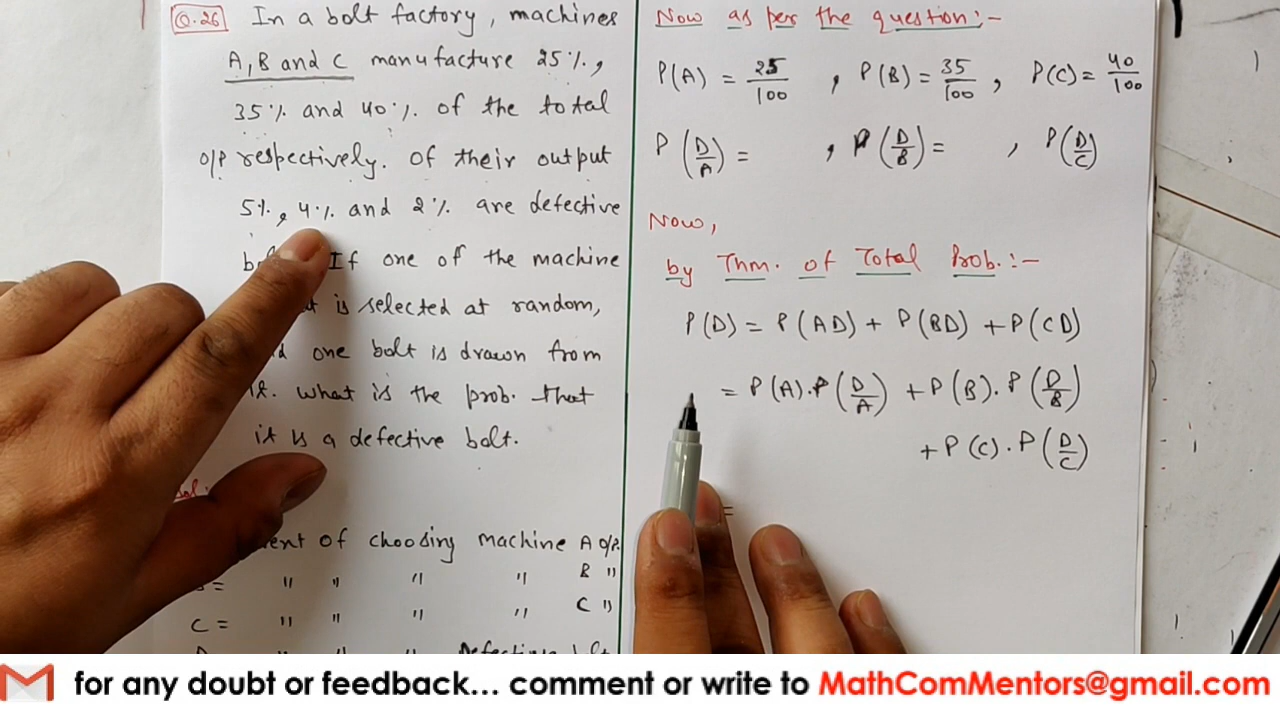 Q.26 In a bolt factory, machines
A, B and C manufacture 25%,
35% and 40% of the total
O/P respectively. Of their output
5%, 4% and 2% are defective
If one of the machine
is selected at random,
one bolt is drawn from
it. What is the prob. that
it is a defective bolt.
Sol:
of choosing machine A O/P.
B = " " " " B "
C = " " " " C "
Now as per the question:-
P(A) = 25/100 , P(B) = 35/100 , P(C) = 40/100
P(D/A) = , P(D/B) = , P(D/C)
Now,
by Thm. of Total Prob.:-
P(D) = P(AD) + P(BD) + P(CD)
= P(A).P(D/A) + P(B).P(D/B)
+ P(C).P(D/C)
=
for any doubt or feedback... comment or write to MathComMentors@gmail.com